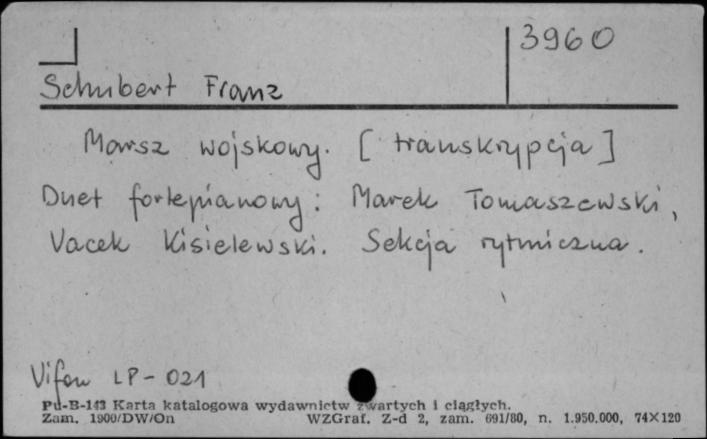 3960
Schubert Franz
Marsz wojskowy. [transkrypcja]
Duet fortepianowy: Marek Tomaszewski,
Vacek Kisielewski. Sekcja rytmiczna.
Vifon LP-021
Pu-B-143 Karta katalogowa wydawnictw zwartych i ciągłych.
Zam. 1900/DW/On WZGraf. Z-d 2, zam. 691/80, n. 1.950.000, 74×120